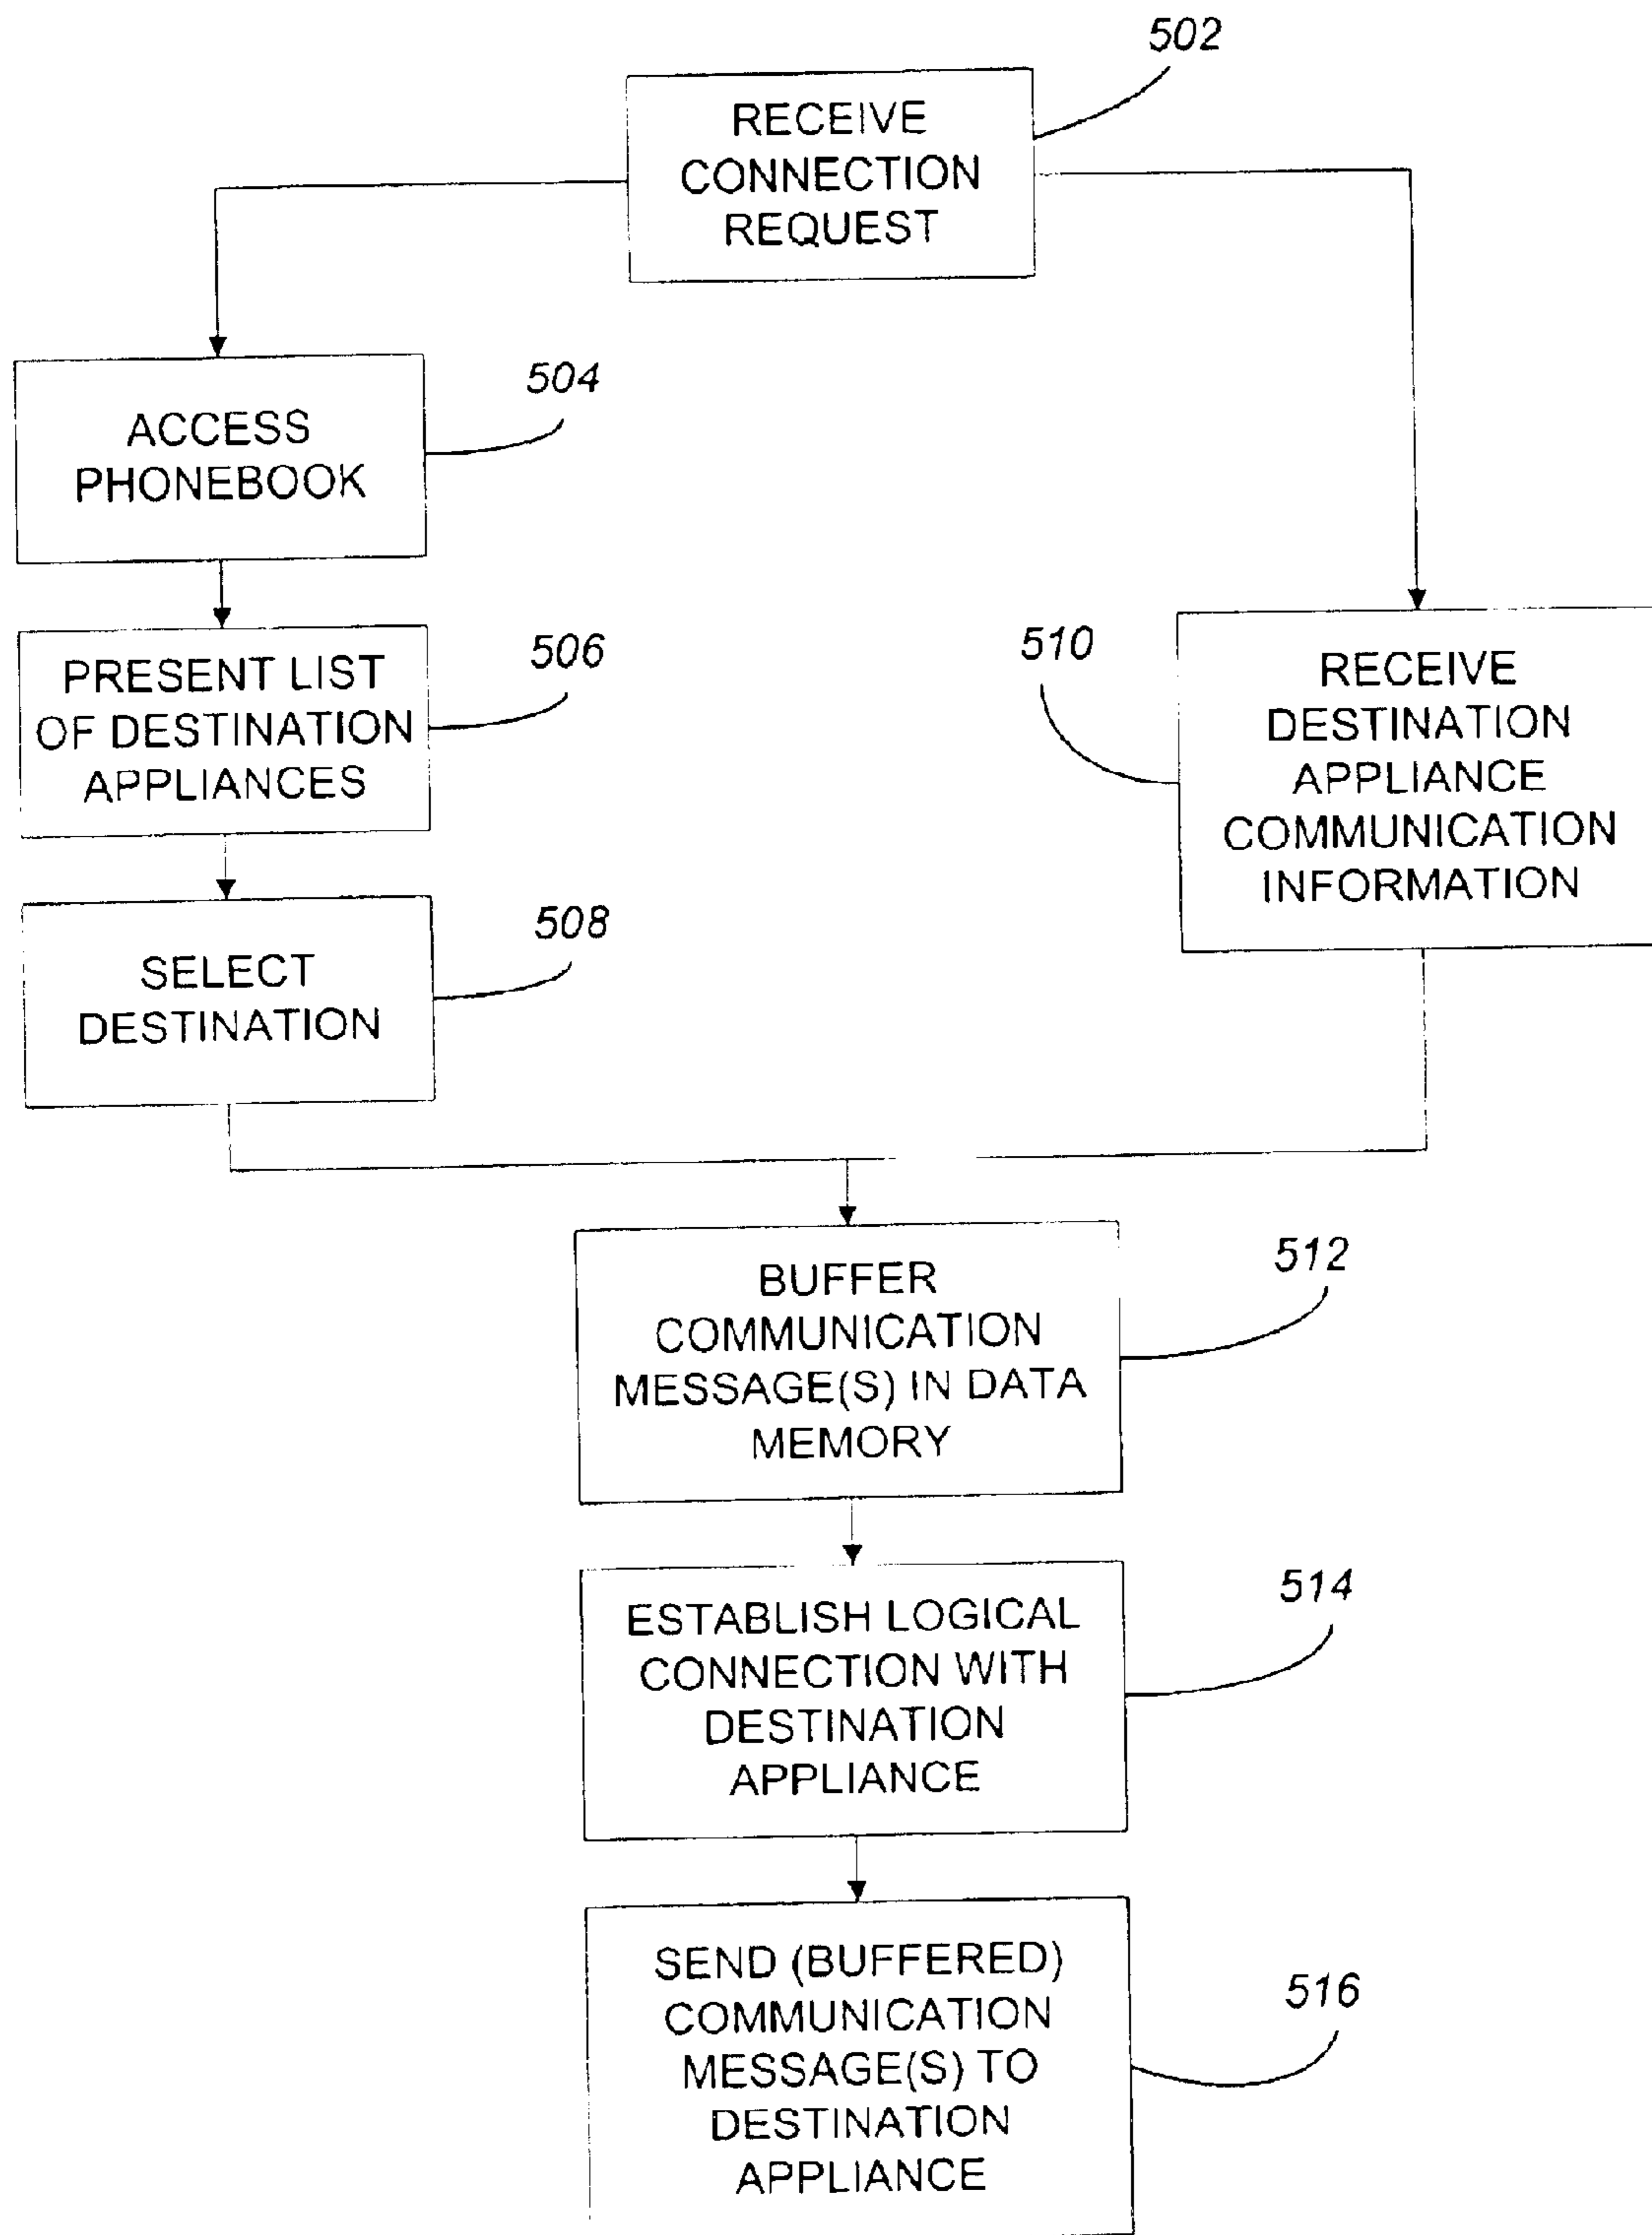 502
RECEIVE
CONNECTION
REQUEST
504
ACCESS
PHONEBOOK
506
PRESENT LIST
OF DESTINATION
APPLIANCES
510
RECEIVE
DESTINATION
APPLIANCE
COMMUNICATION
INFORMATION
508
SELECT
DESTINATION
512
BUFFER
COMMUNICATION
MESSAGE(S) IN DATA
MEMORY
514
ESTABLISH LOGICAL
CONNECTION WITH
DESTINATION
APPLIANCE
516
SEND (BUFFERED)
COMMUNICATION
MESSAGE(S) TO
DESTINATION
APPLIANCE